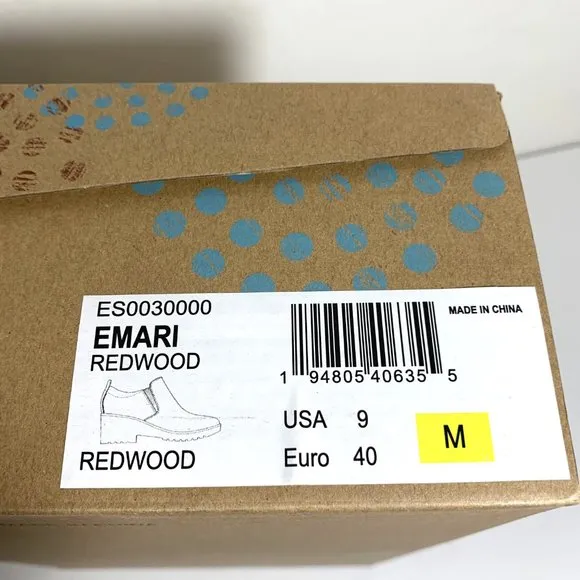 ES0030000
EMARI
REDWOOD
REDWOOD
MADE IN CHINA
1 94805 40635 5
USA 9
Euro 40
M